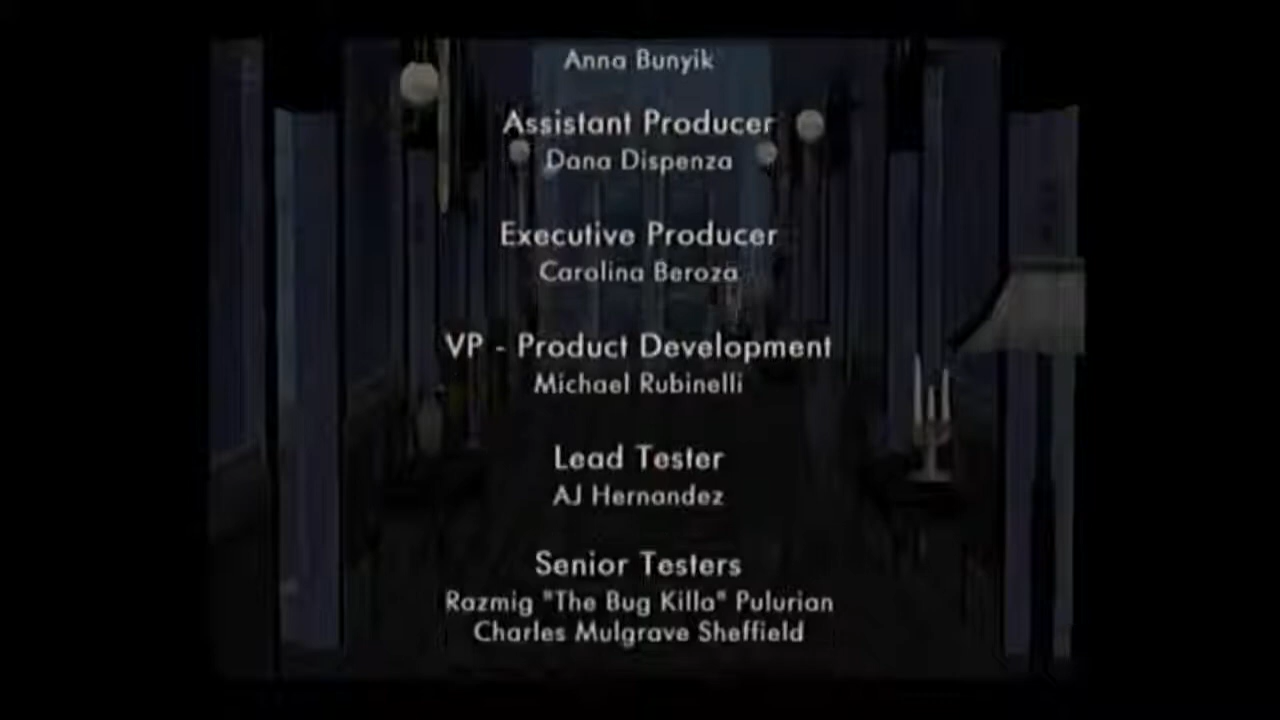 Anna Bunyik
Assistant Producer
Dana Dispenza
Executive Producer
Carolina Beroza
VP - Product Development
Michael Rubinelli
Lead Tester
AJ Hernandez
Senior Testers
Razmig "The Bug Killa" Pulurian
Charles Mulgrave Sheffield